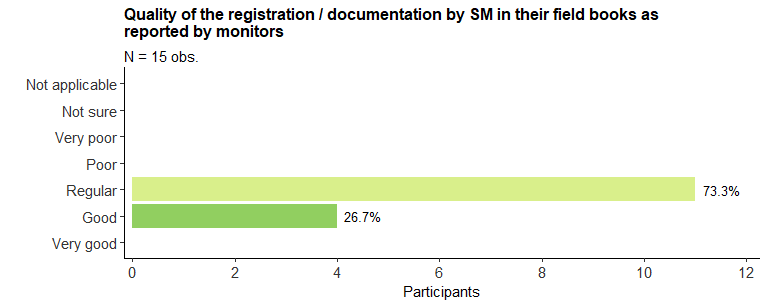 Quality of the registration / documentation by SM in their field books as
reported by monitors
N = 15 obs.
Not applicable
Not sure
Very poor
Poor
Regular
73.3%
Good
26.7%
Very good
0 2 4 6 8 10 12
Participants